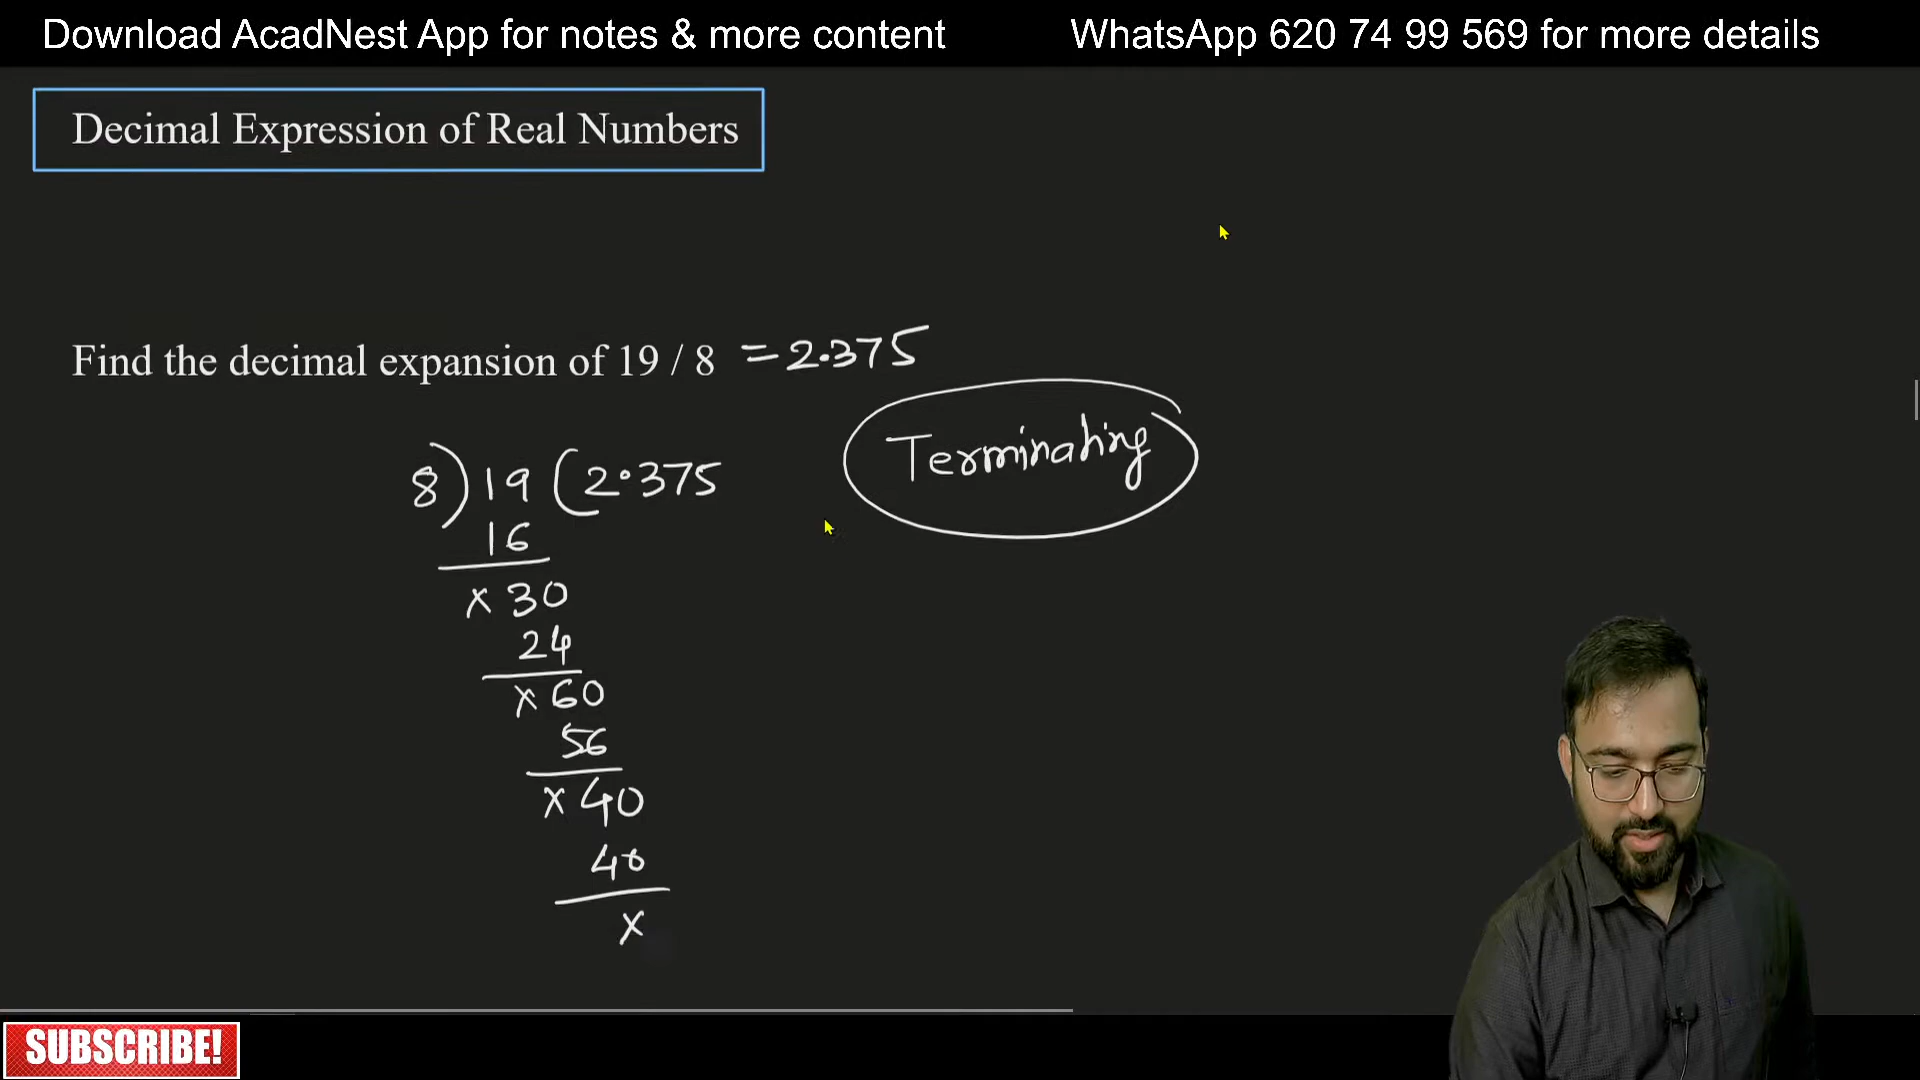 Download AcadNest App for notes & more content
WhatsApp 620 74 99 569 for more details
Decimal Expression of Real Numbers
Find the decimal expansion of 19 / 8 = 2.375
Terminating
8 ) 19 ( 2.375
16
x 30
24
x 60
56
x 40
40
x
SUBSCRIBE!